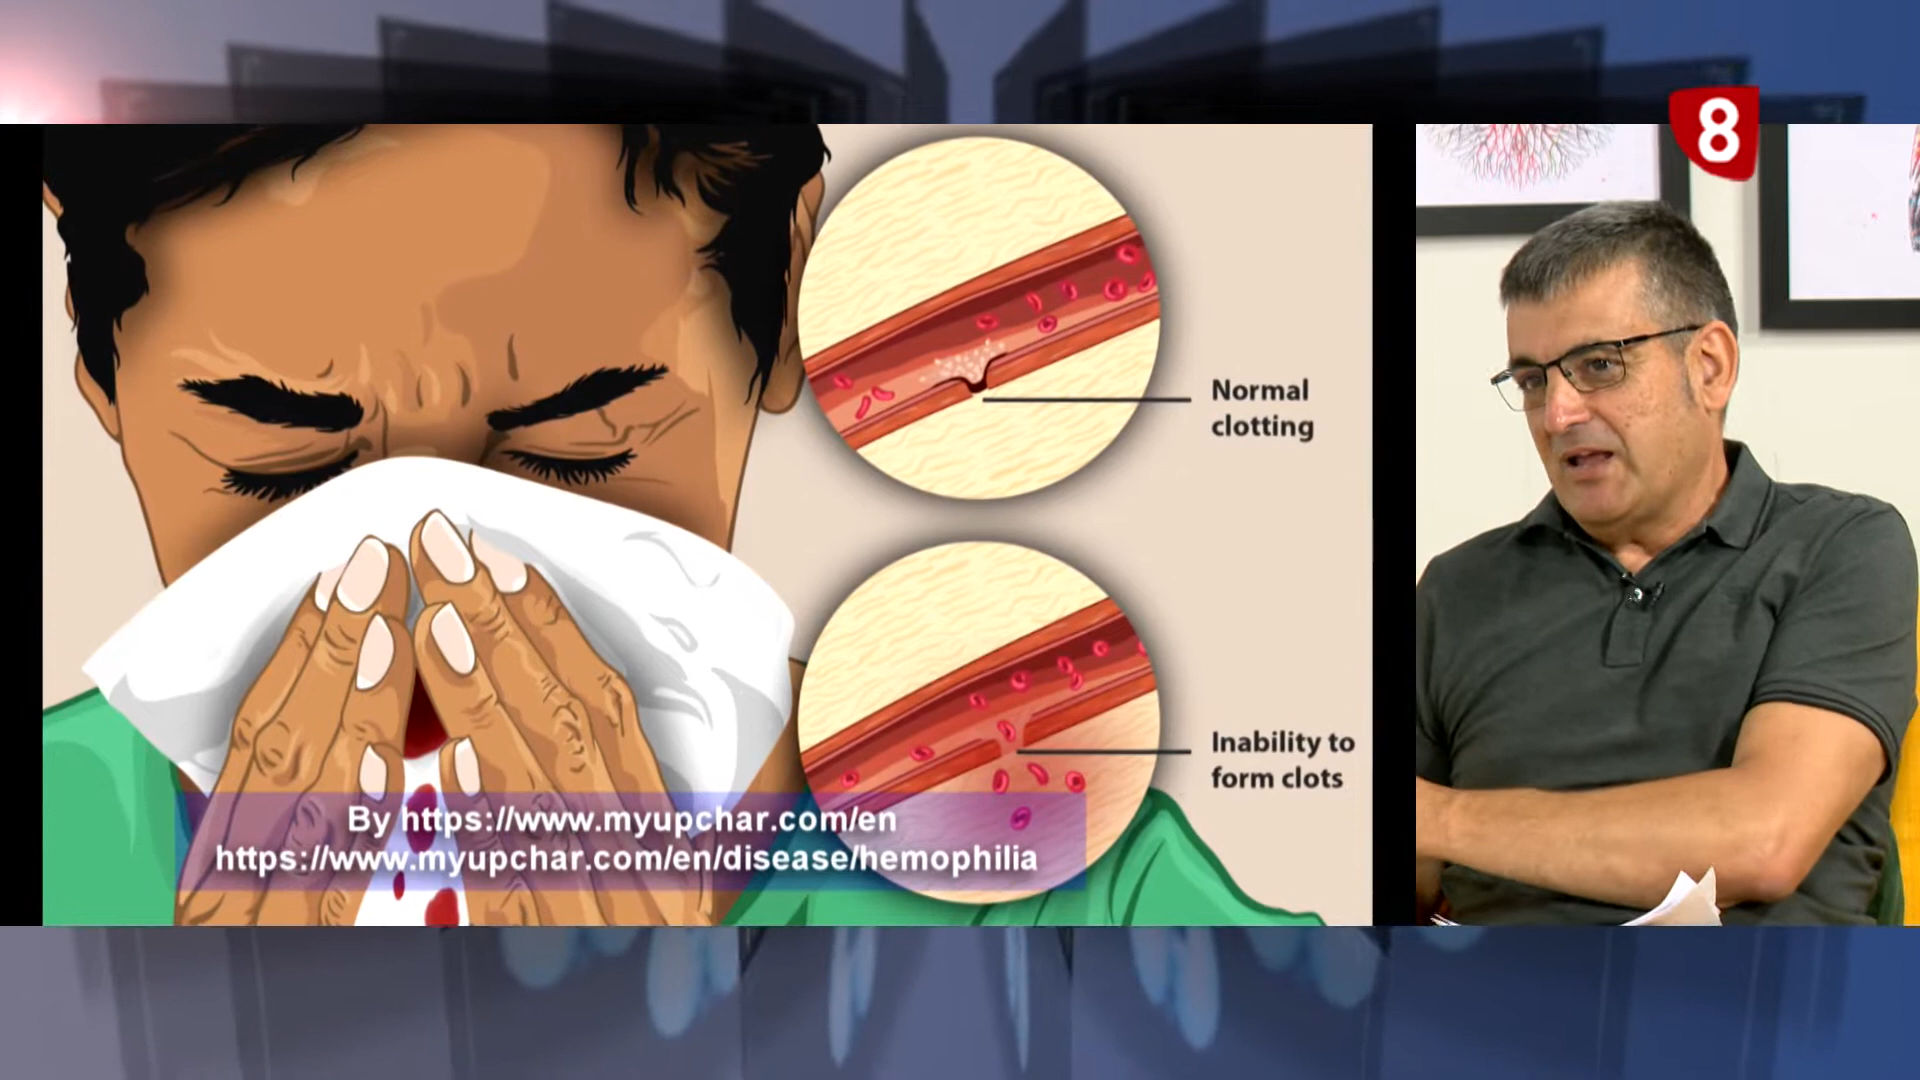 8
Normal
clotting
Inability to
form clots
By https://www.myupchar.com/en
https://www.myupchar.com/en/disease/hemophilia